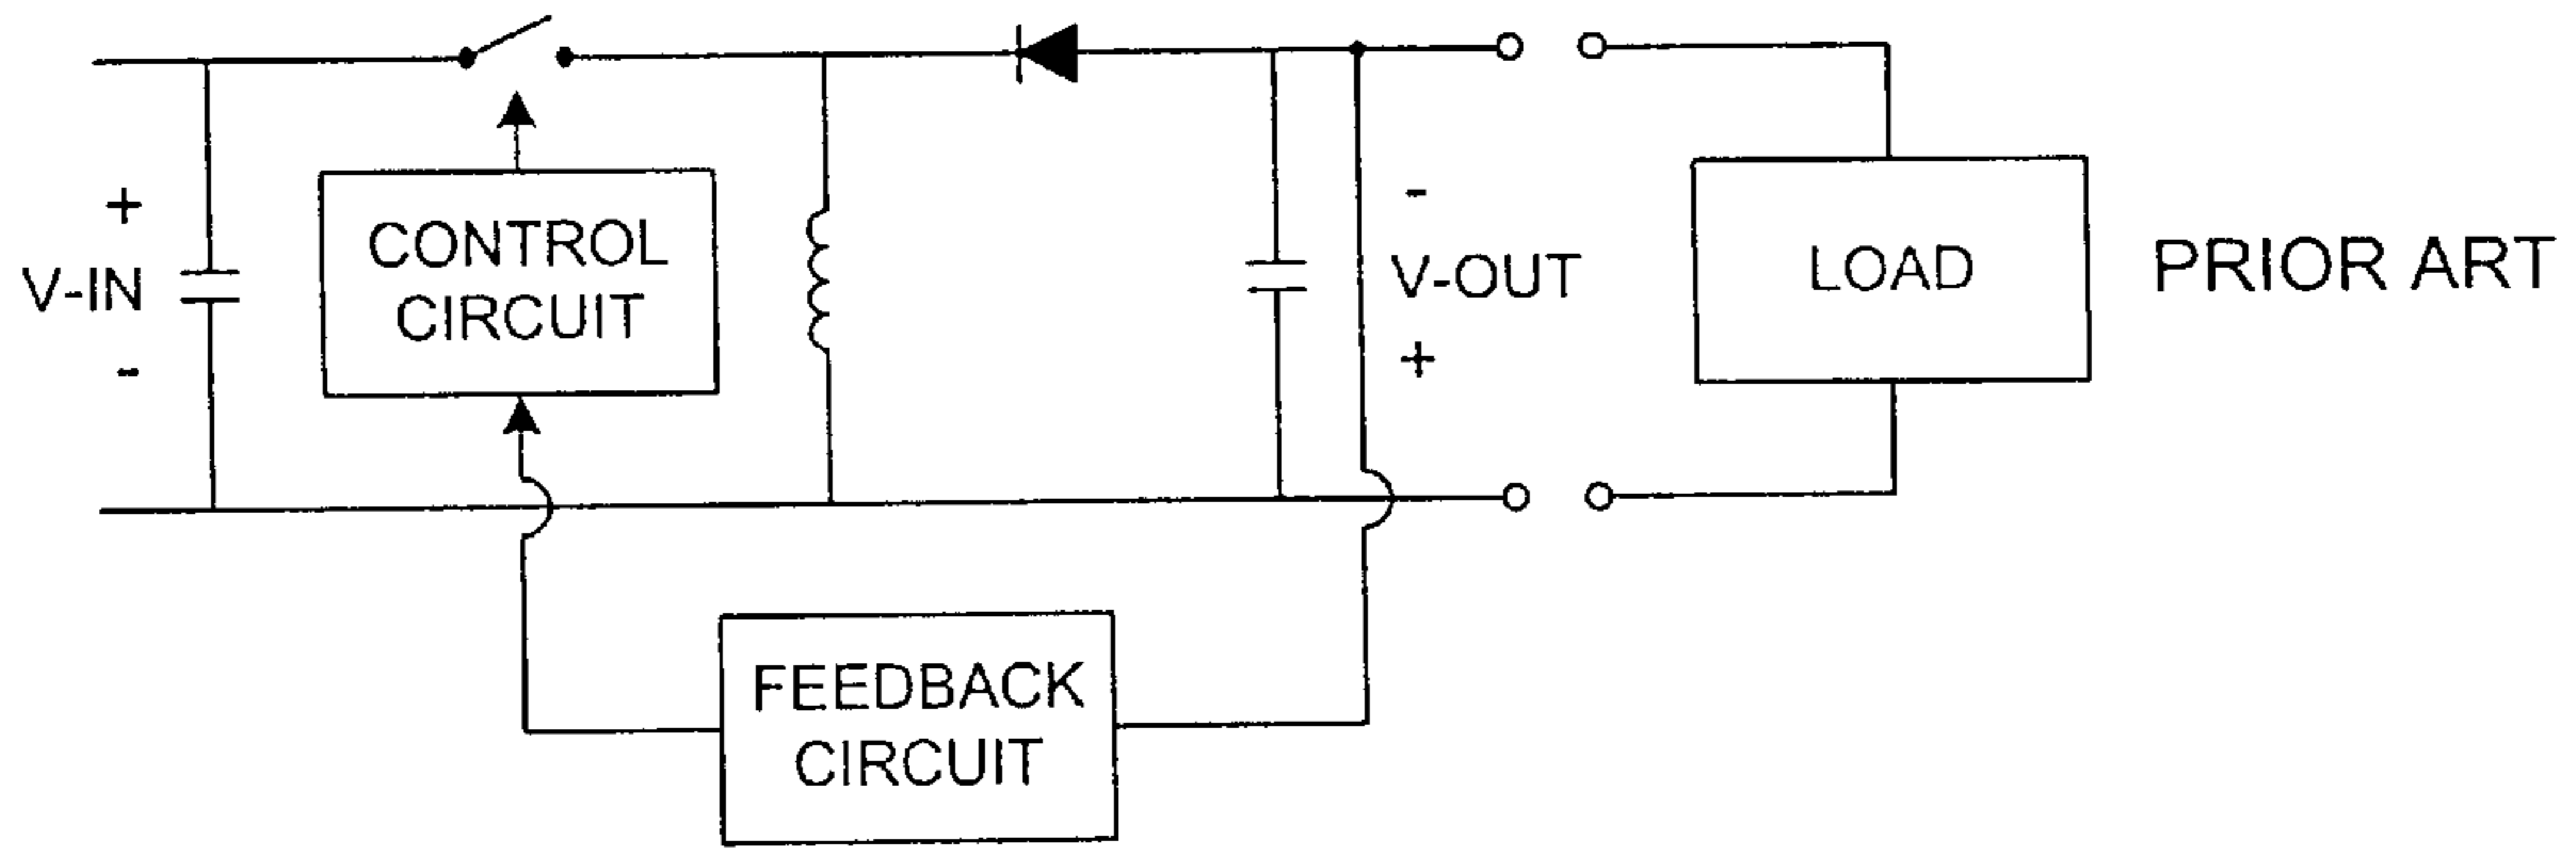 +
V-IN
-
CONTROL
CIRCUIT
-
V-OUT
+
LOAD
PRIOR ART
FEEDBACK
CIRCUIT